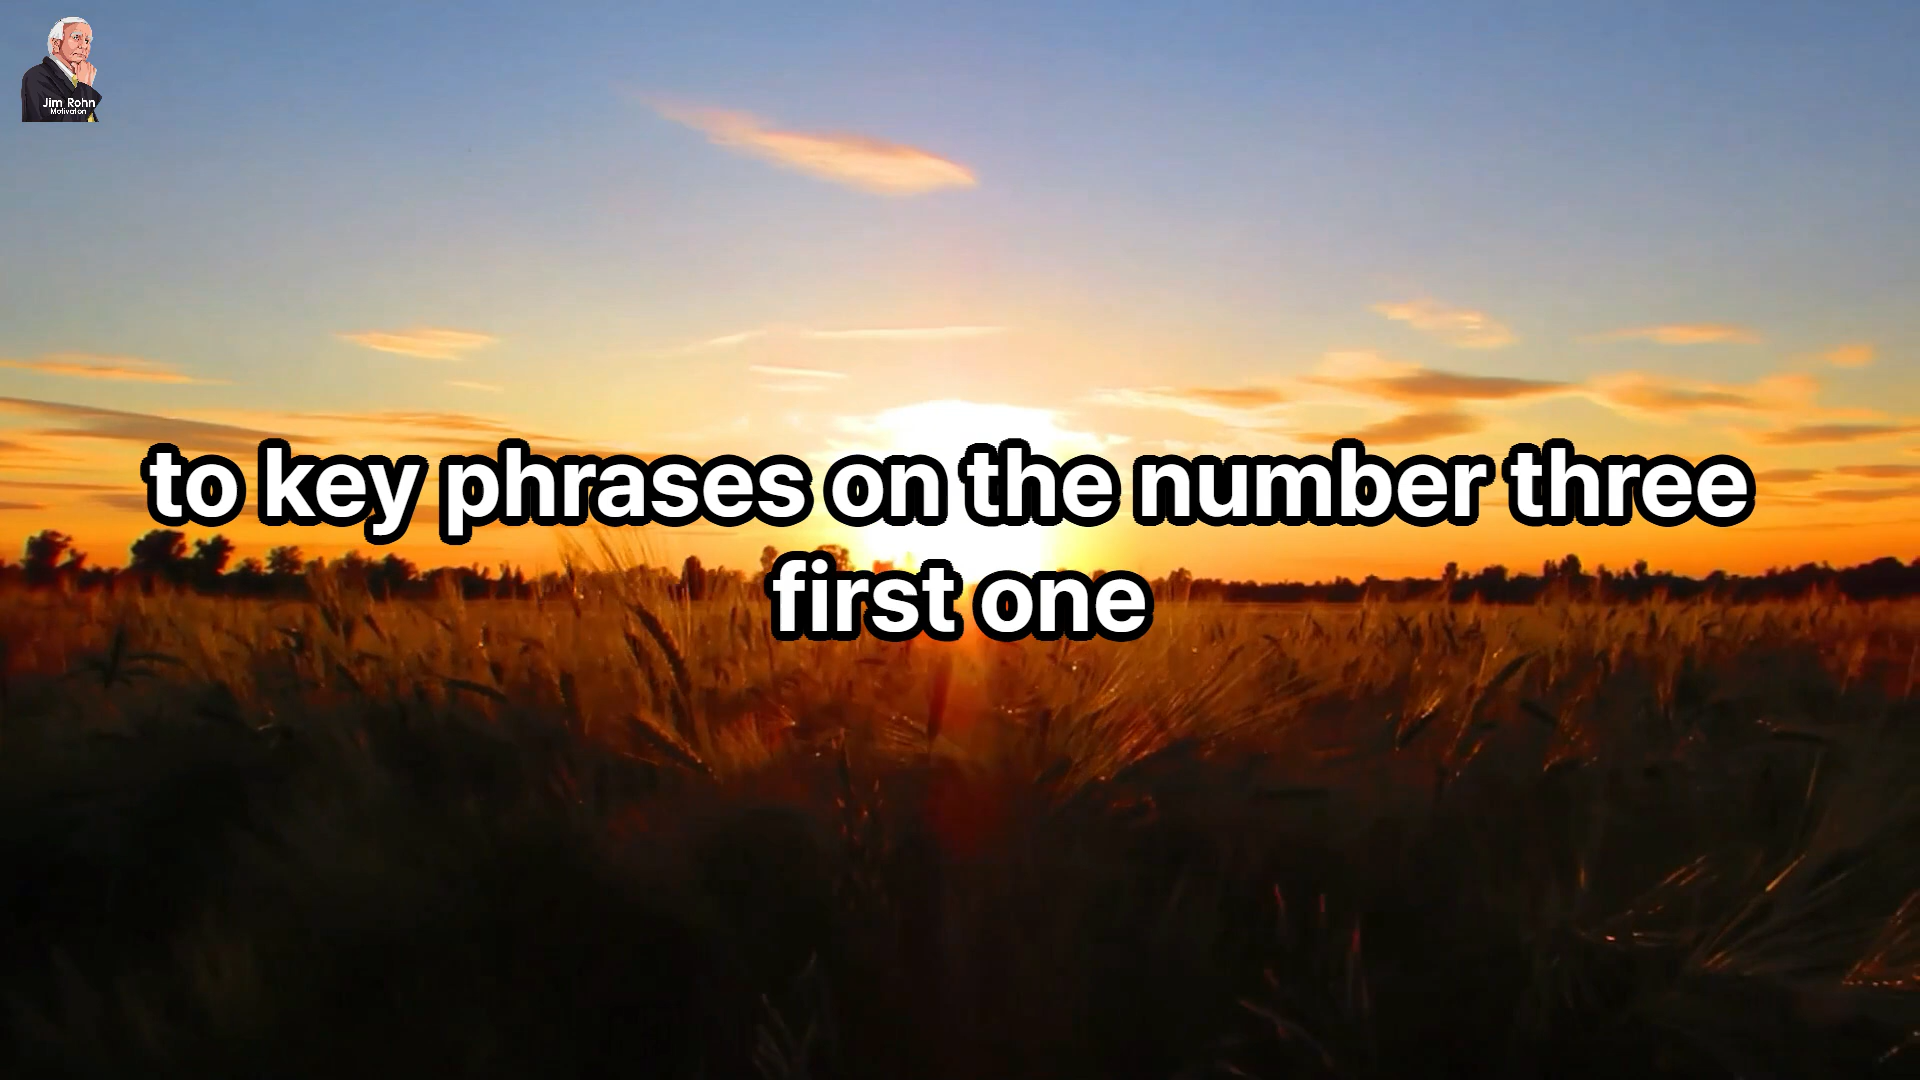 Jim Rohn
Motivation
to key phrases on the number three
first one